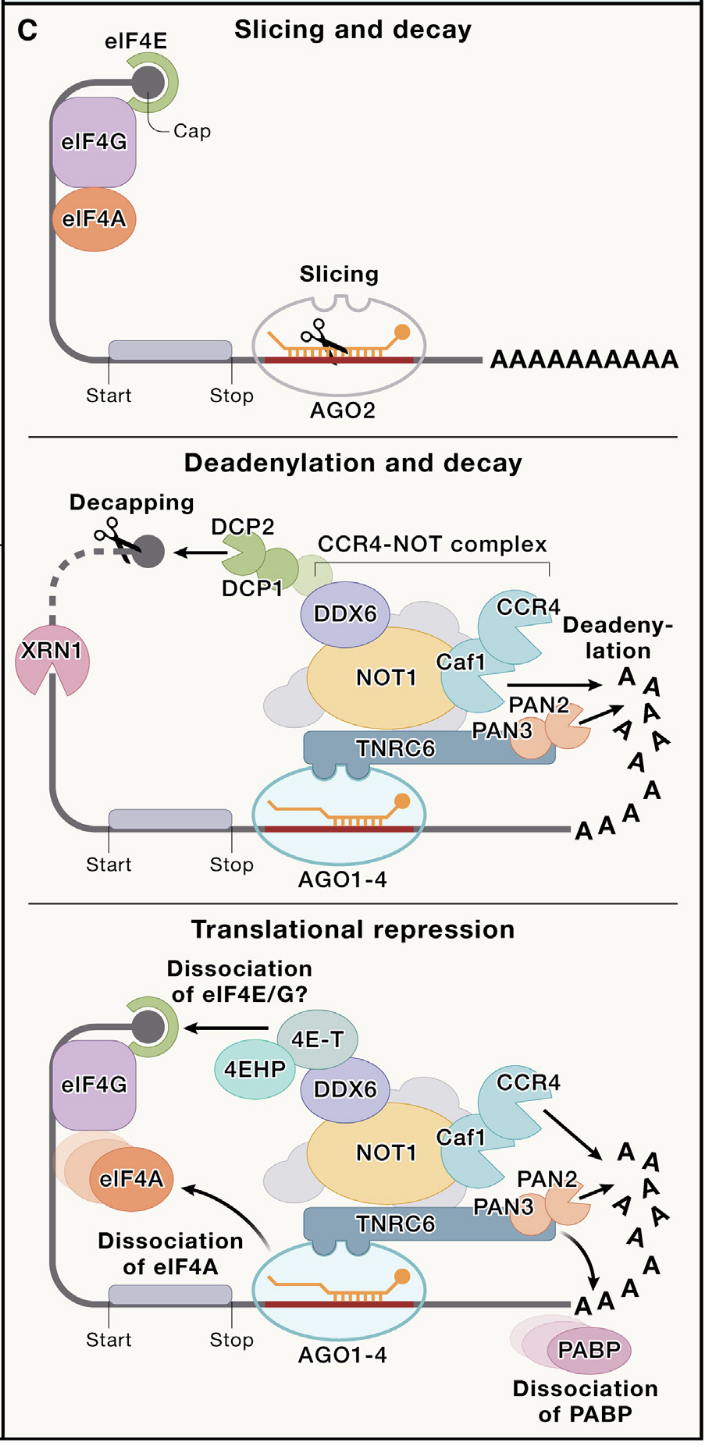 C
Slicing and decay
eIF4E
Cap
eIF4G
eIF4A
Slicing
AAAAAAAAAA
Start
Stop
AGO2
Deadenylation and decay
Decapping
DCP2
DCP1
CCR4-NOT complex
DDX6
CCR4
Deadeny-
lation
XRN1
NOT1
Caf1
PAN2
PAN3
TNRC6
A
A
A
A
A
A
A
A
A
A
Start
Stop
AGO1-4
Translational repression
Dissociation
of eIF4E/G?
4E-T
4EHP
DDX6
CCR4
eIF4G
NOT1
Caf1
eIF4A
PAN2
PAN3
TNRC6
Dissociation
of eIF4A
A
A
A
A
A
A
A
A
A
A
Start
Stop
AGO1-4
PABP
Dissociation
of PABP